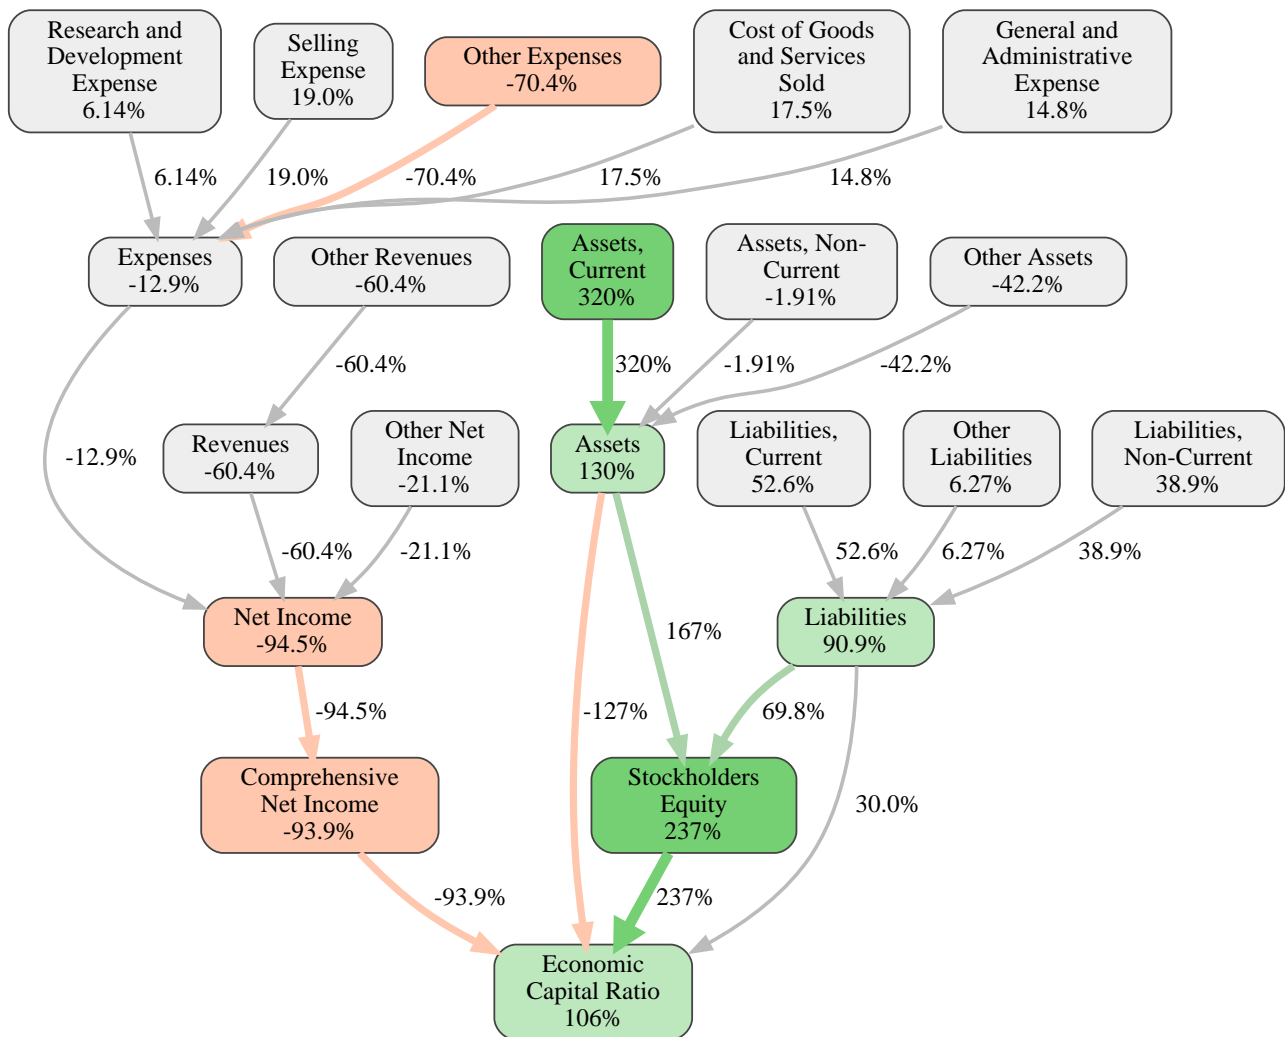 Research and
Development
Expense
6.14%
Selling
Expense
19.0%
Other Expenses
-70.4%
Cost of Goods
and Services
Sold
17.5%
General and
Administrative
Expense
14.8%
6.14%
19.0%
-70.4%
17.5%
14.8%
Expenses
-12.9%
Other Revenues
-60.4%
Assets,
Current
320%
Assets, Non-
Current
-1.91%
Other Assets
-42.2%
-60.4%
320%
-1.91%
-42.2%
-12.9%
Revenues
-60.4%
Other Net
Income
-21.1%
Assets
130%
Liabilities,
Current
52.6%
Other
Liabilities
6.27%
Liabilities,
Non-Current
38.9%
-60.4%
-21.1%
52.6%
6.27%
38.9%
Net Income
-94.5%
167%
Liabilities
90.9%
-94.5%
-127%
69.8%
Comprehensive
Net Income
-93.9%
Stockholders
Equity
237%
30.0%
-93.9%
237%
Economic
Capital Ratio
106%